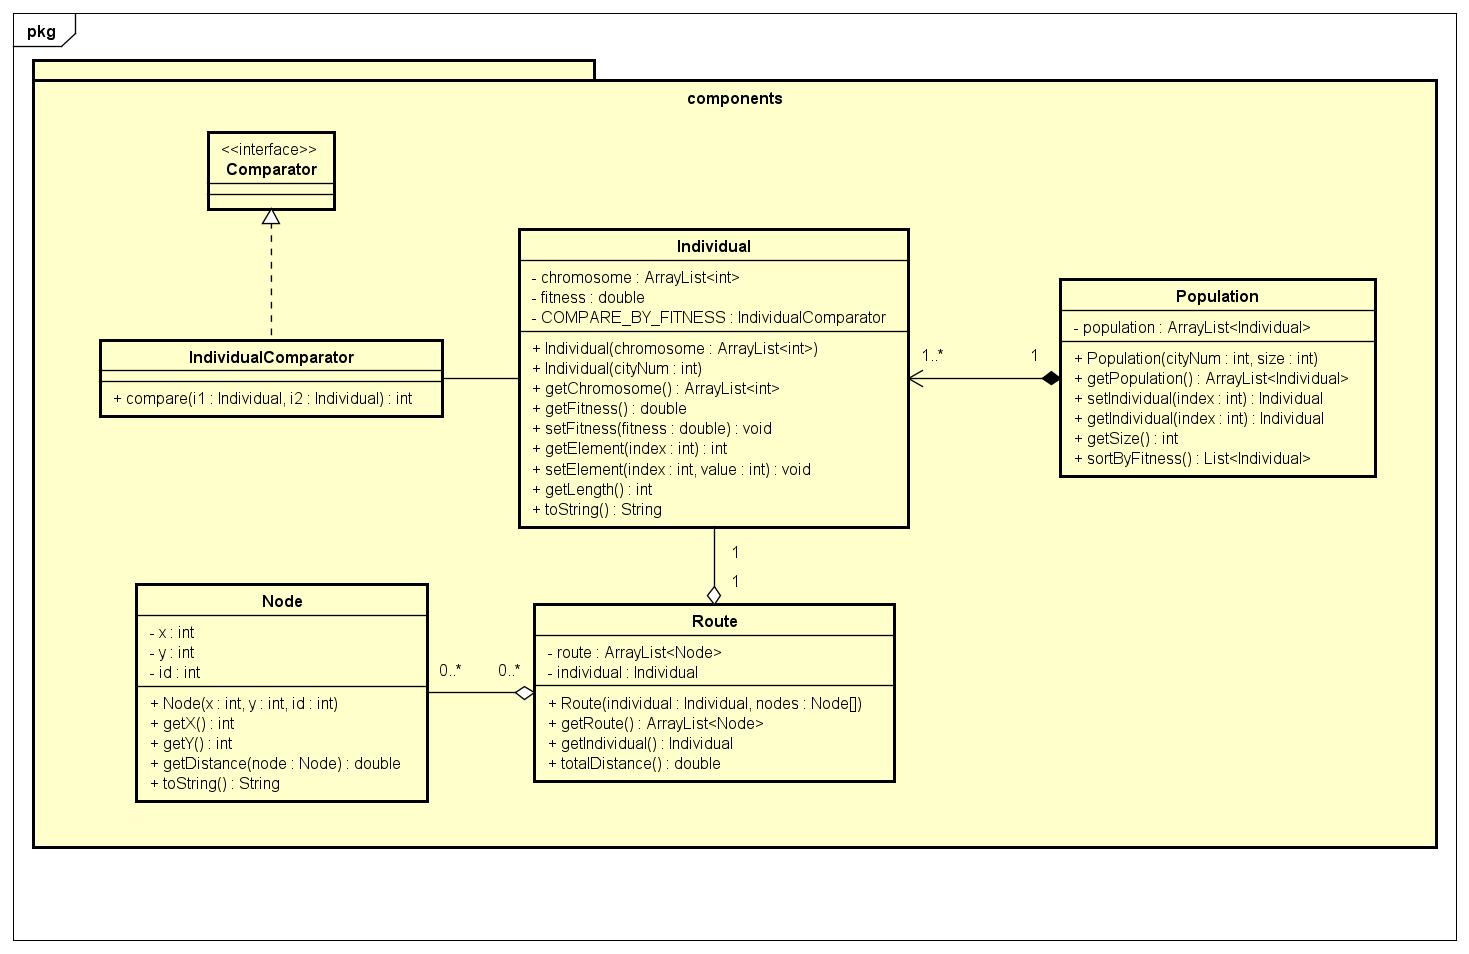 pkg
components
<<interface>>
Comparator
IndividualComparator
+ compare(i1 : Individual, i2 : Individual) : int
Individual
- chromosome : ArrayList<int>
- fitness : double
- COMPARE_BY_FITNESS : IndividualComparator
+ Individual(chromosome : ArrayList<int>)
+ Individual(cityNum : int)
+ getChromosome() : ArrayList<int>
+ getFitness() : double
+ setFitness(fitness : double) : void
+ getElement(index : int) : int
+ setElement(index : int, value : int) : void
+ getLength() : int
+ toString() : String
1..*
1
Population
- population : ArrayList<Individual>
+ Population(cityNum : int, size : int)
+ getPopulation() : ArrayList<Individual>
+ setIndividual(index : int) : Individual
+ getIndividual(index : int) : Individual
+ getSize() : int
+ sortByFitness() : List<Individual>
1
1
Node
- x : int
- y : int
- id : int
+ Node(x : int, y : int, id : int)
+ getX() : int
+ getY() : int
+ getDistance(node : Node) : double
+ toString() : String
0..*
0..*
Route
- route : ArrayList<Node>
- individual : Individual
+ Route(individual : Individual, nodes : Node[])
+ getRoute() : ArrayList<Node>
+ getIndividual() : Individual
+ totalDistance() : double